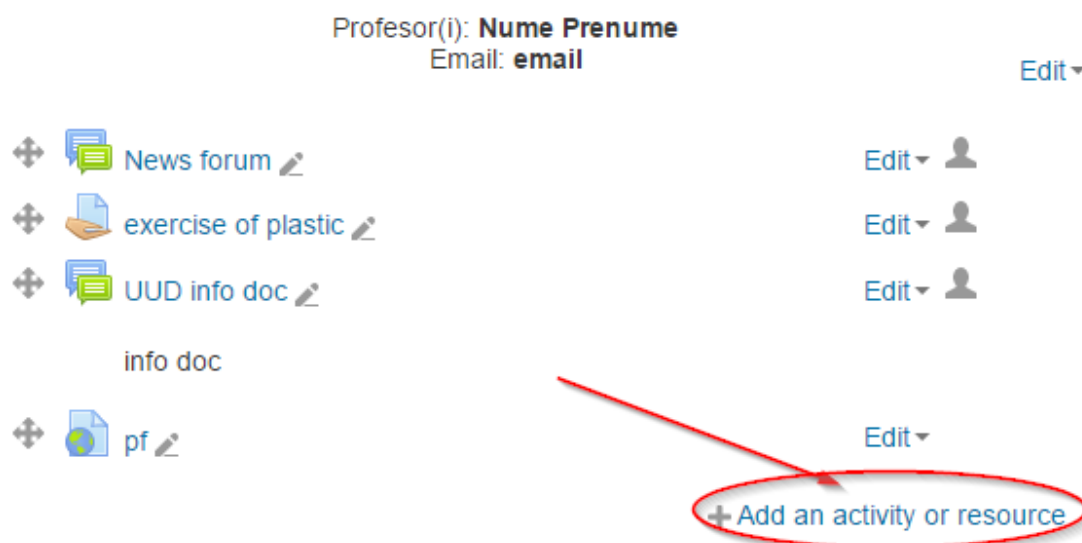 Profesor(i): Nume Prenume
Email: email
Edit
News forum Edit
exercise of plastic Edit
UUD info doc Edit
info doc
pf Edit
Add an activity or resource